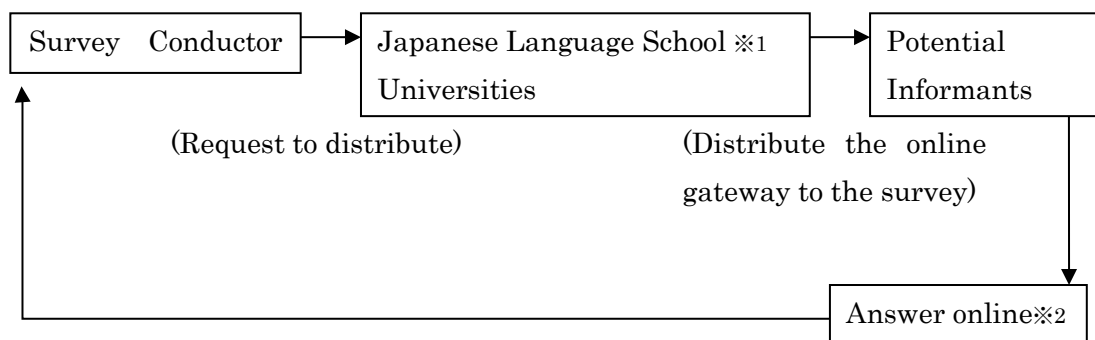 Survey Conductor
Japanese Language School ※1
Universities
Potential
Informants
(Request to distribute)
(Distribute the online
gateway to the survey)
Answer online※2